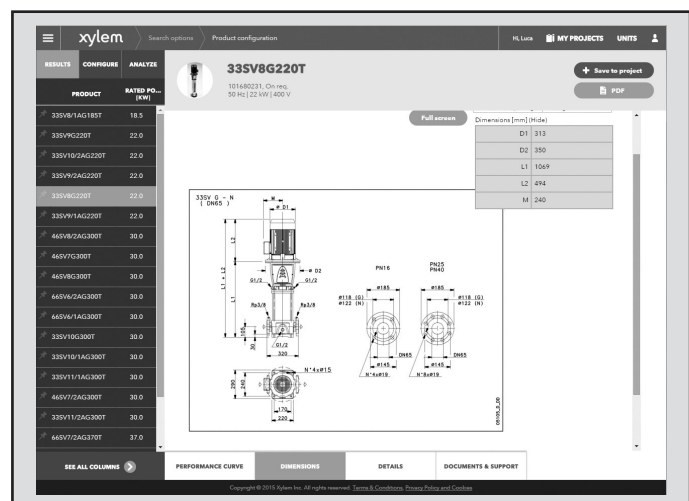 xylem
Search options
Product configuration
Hi, Luca
MY PROJECTS
UNITS
RESULTS
CONFIGURE
ANALYZE
PRODUCT
RATED PO...
[KW]
33SV8/1AG185T 18.5
33SV9G220T 22.0
33SV10/2AG220T 22.0
33SV9/2AG220T 22.0
33SV8G220T 22.0
33SV9/1AG220T 22.0
46SV8/2AG300T 30.0
46SV7G300T 30.0
46SV8G300T 30.0
66SV6/2AG300T 30.0
66SV6/1AG300T 30.0
33SV10G300T 30.0
33SV10/1AG300T 30.0
33SV11/1AG300T 30.0
46SV7/2AG300T 30.0
33SV11/2AG300T 30.0
66SV7/2AG370T 37.0
SEE ALL COLUMNS
33SV8G220T
101680231, On req.
50 Hz | 22 kW | 400 V
+ Save to project
PDF
Full screen
Dimensions [mm] (Hide)
D1 313
D2 350
L1 1069
L2 494
M 240
33SV G - N
( DN65 )
M
ø D1
L2
L1 + L2
L1
ø D2
G1/2
G1/2
Rp3/8
Rp3/8
105
30
G1/2
320
N°4xø15
290
240
170
220
PN16
ø185
ø118 (G)
ø122 (N)
DN65
ø145
N°4xø19
PN25
PN40
ø185
ø118 (G)
ø122 (N)
DN65
ø145
N°8xø19
PERFORMANCE CURVE
DIMENSIONS
DETAILS
DOCUMENTS & SUPPORT
Copyright © 2015 Xylem Inc. All rights reserved. Terms & Conditions, Privacy Policy and Cookies